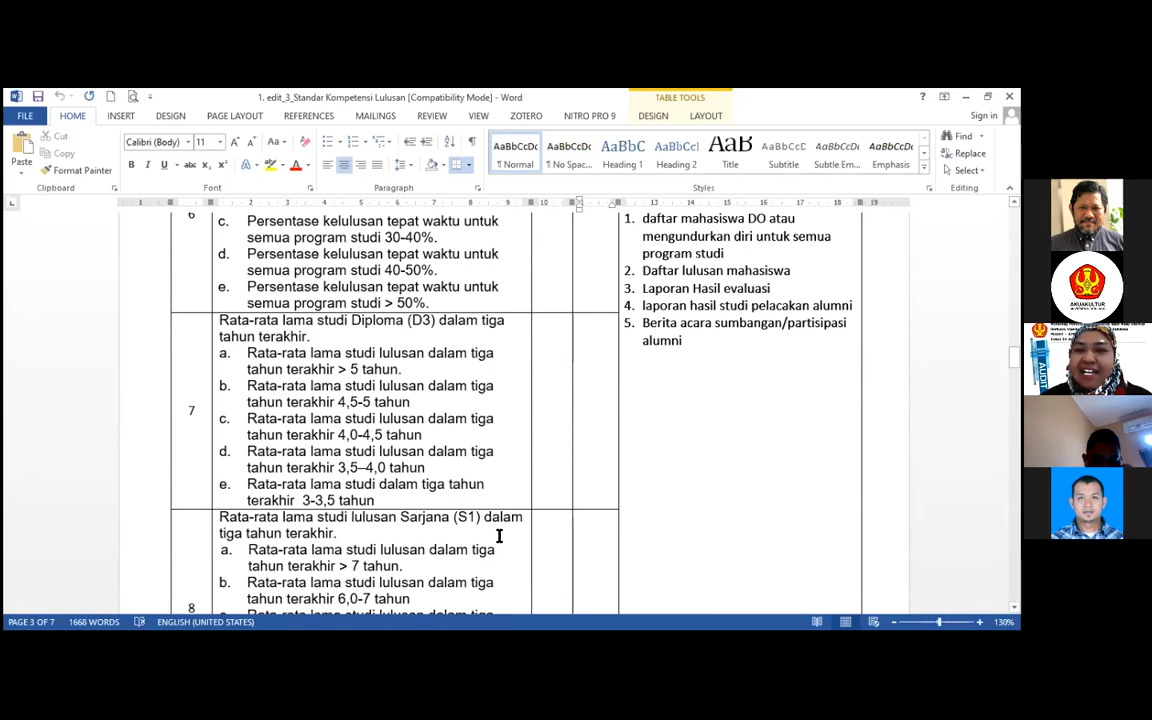 1. edit_3_Standar Kompetensi Lulusan [Compatibility Mode] - Word
TABLE TOOLS
Sign in
FILE HOME INSERT DESIGN PAGE LAYOUT REFERENCES MAILINGS REVIEW VIEW ZOTERO NITRO PRO 9 DESIGN LAYOUT
Paste
Cut
Copy
Format Painter
Calibri (Body) 11
AaBbCcDc AaBbCcDc AaBbC AaBbCcD AaB AaBbCcD AaBbCcDc AaBbCcDc
¶ Normal ¶ No Spac... Heading 1 Heading 2 Title Subtitle Subtle Em... Emphasis
Find
Replace
Select
Clipboard Font Paragraph Styles Editing
6
c. Persentase kelulusan tepat waktu untuk
semua program studi 30-40%.
d. Persentase kelulusan tepat waktu untuk
semua program studi 40-50%.
e. Persentase kelulusan tepat waktu untuk
semua program studi > 50%.
7
Rata-rata lama studi Diploma (D3) dalam tiga
tahun terakhir.
a. Rata-rata lama studi lulusan dalam tiga
tahun terakhir > 5 tahun.
b. Rata-rata lama studi lulusan dalam tiga
tahun terakhir 4,5-5 tahun
c. Rata-rata lama studi lulusan dalam tiga
tahun terakhir 4,0-4,5 tahun
d. Rata-rata lama studi lulusan dalam tiga
tahun terakhir 3,5–4,0 tahun
e. Rata-rata lama studi dalam tiga tahun
terakhir 3-3,5 tahun
8
Rata-rata lama studi lulusan Sarjana (S1) dalam
tiga tahun terakhir.
a. Rata-rata lama studi lulusan dalam tiga
tahun terakhir > 7 tahun.
b. Rata-rata lama studi lulusan dalam tiga
tahun terakhir 6,0-7 tahun
1. daftar mahasiswa DO atau
mengundurkan diri untuk semua
program studi
2. Daftar lulusan mahasiswa
3. Laporan Hasil evaluasi
4. laporan hasil studi pelacakan alumni
5. Berita acara sumbangan/partisipasi
alumni
PAGE 3 OF 7 1668 WORDS ENGLISH (UNITED STATES) 130%
AKUAKULTUR
AUDIT